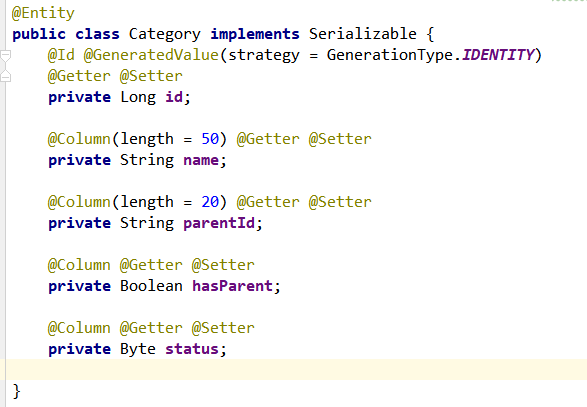 @Entity
public class Category implements Serializable {
@Id @GeneratedValue(strategy = GenerationType.IDENTITY)
@Getter @Setter
private Long id;
@Column(length = 50) @Getter @Setter
private String name;
@Column(length = 20) @Getter @Setter
private String parentId;
@Column @Getter @Setter
private Boolean hasParent;
@Column @Getter @Setter
private Byte status;
}